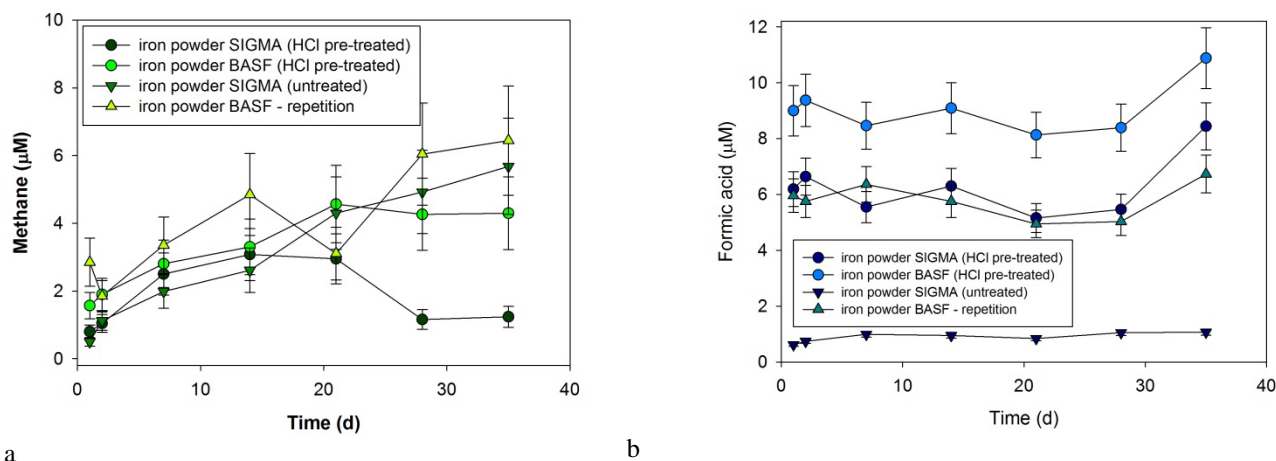 10
8
6
4
2
0
Methane (μM)
iron powder SIGMA (HCl pre-treated)
iron powder BASF (HCl pre-treated)
iron powder SIGMA (untreated)
iron powder BASF - repetition
0 10 20 30 40
Time (d)
a
12
10
8
6
4
2
0
Formic acid (μM)
iron powder SIGMA (HCl pre-treated)
iron powder BASF (HCl pre-treated)
iron powder SIGMA (untreated)
iron powder BASF - repetition
0 10 20 30 40
Time (d)
b